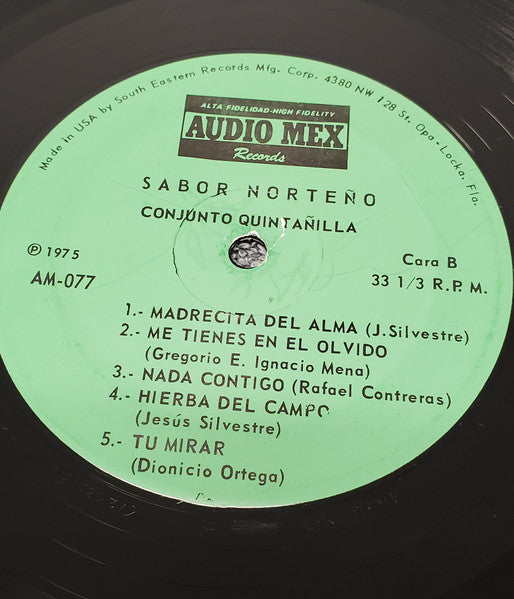 Made in USA by South Eastern Records Mfg. Corp. 4380 NW 128 St. Opa-Locka, Fla.
ALTA FIDELIDAD-HIGH FIDELITY
AUDIO MEX
Records
SABOR NORTEÑO
CONJUNTO QUINTAÑILLA
℗ 1975
AM-077
Cara B
33 1/3 R.P.M.
1.- MADRECITA DEL ALMA (J. Silvestre)
2.- ME TIENES EN EL OLVIDO
(Gregorio E. Ignacio Mena)
3.- NADA CONTIGO (Rafael Contreras)
4.- HIERBA DEL CAMPO
(Jesús Silvestre)
5.- TU MIRAR
(Dionicio Ortega)